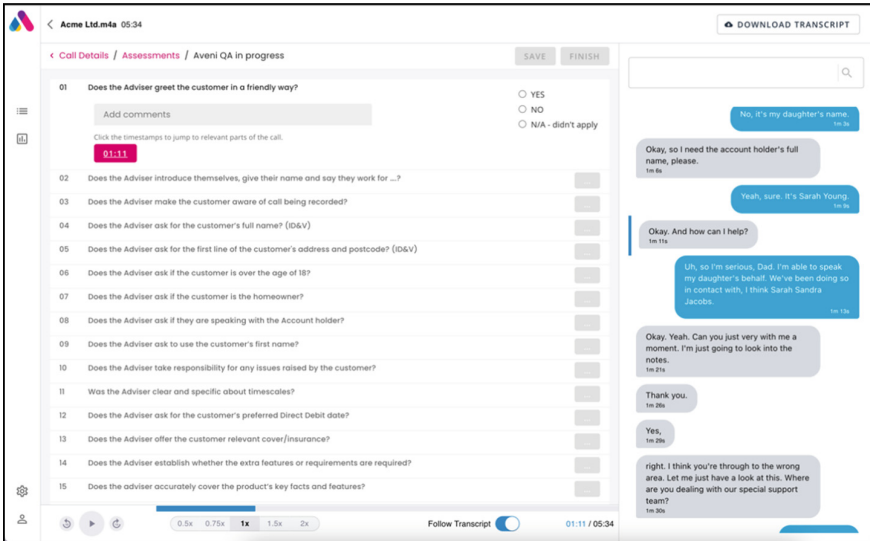 Acme Ltd.m4a 05:34
DOWNLOAD TRANSCRIPT
Call Details / Assessments / Aveni QA in progress
SAVE
FINISH
01 Does the Adviser greet the customer in a friendly way?
Add comments
Click the timestamps to jump to relevant parts of the call.
01:11
YES
NO
N/A - didn't apply
02 Does the Adviser introduce themselves, give their name and say they work for ...?
03 Does the Adviser make the customer aware of call being recorded?
04 Does the Adviser ask for the customer's full name? (ID&V)
05 Does the Adviser ask for the first line of the customer's address and postcode? (ID&V)
06 Does the Adviser ask if the customer is over the age of 18?
07 Does the Adviser ask if the customer is the homeowner?
08 Does the Adviser ask if they are speaking with the Account holder?
09 Does the Adviser ask to use the customer's first name?
10 Does the Adviser take responsibility for any issues raised by the customer?
11 Was the Adviser clear and specific about timescales?
12 Does the Adviser ask for the customer's preferred Direct Debit date?
13 Does the Adviser offer the customer relevant cover/insurance?
14 Does the Adviser establish whether the extra features or requirements are required?
15 Does the adviser accurately cover the product's key facts and features?
0.5x 0.75x 1x 1.5x 2x
Follow Transcript
01:11 / 05:34
No, it's my daughter's name.
1m 3s
Okay, so I need the account holder's full
name, please.
1m 6s
Yeah, sure. It's Sarah Young.
1m 9s
Okay. And how can I help?
1m 11s
Uh, so I'm serious, Dad. I'm able to speak
my daughter's behalf. We've been doing so
in contact with, I think Sarah Sandra
Jacobs.
1m 13s
Okay. Yeah. Can you just very with me a
moment. I'm just going to look into the
notes.
1m 21s
Thank you.
1m 26s
Yes,
1m 29s
right. I think you're through to the wrong
area. Let me just have a look at this. Where
are you dealing with our special support
team?
1m 30s